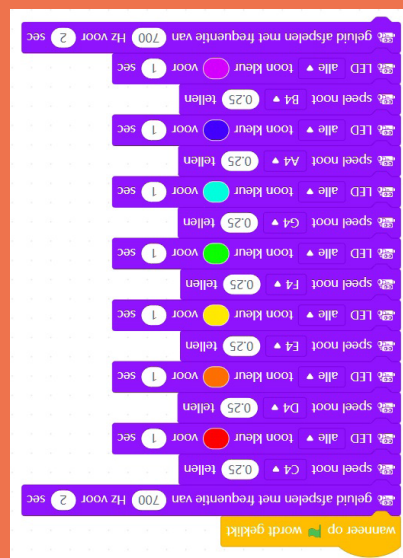 wanneer op wordt geklikt
geluid afspelen met frequentie van 700 Hz voor 2 sec
speel noot C4 0.25 tellen
LED alle toon kleur voor 1 sec
speel noot D4 0.25 tellen
LED alle toon kleur voor 1 sec
speel noot E4 0.25 tellen
LED alle toon kleur voor 1 sec
speel noot F4 0.25 tellen
LED alle toon kleur voor 1 sec
speel noot G4 0.25 tellen
LED alle toon kleur voor 1 sec
speel noot A4 0.25 tellen
LED alle toon kleur voor 1 sec
speel noot B4 0.25 tellen
LED alle toon kleur voor 1 sec
geluid afspelen met frequentie van 700 Hz voor 2 sec